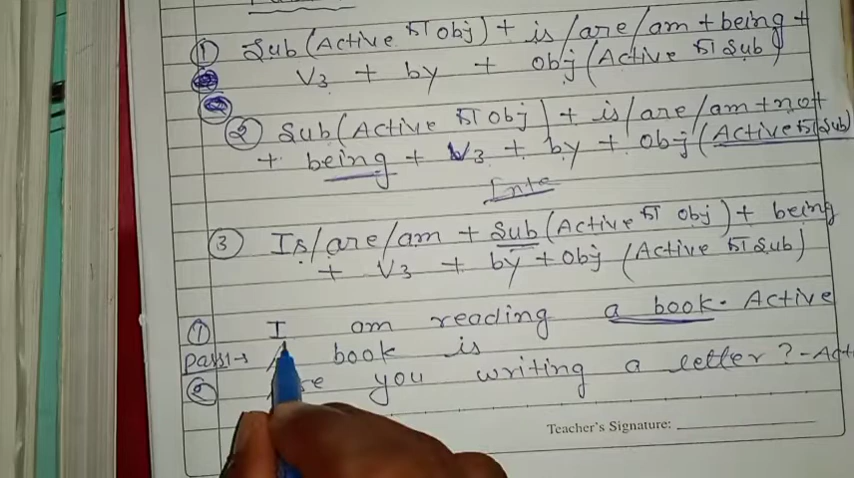 ① Sub (Active का obj) + is/are/am + being +
V3 + by + obj (Active का Sub)
② Sub (Active का obj) + is/are/am + not
+ being + V3 + by + obj (Active का Sub)
Inte
③ Is/are/am + Sub (Active का obj) + being
+ V3 + by + obj (Active का Sub)
① I am reading a book. Active
book is
② you writing a letter? - Act
Teacher's Signature: